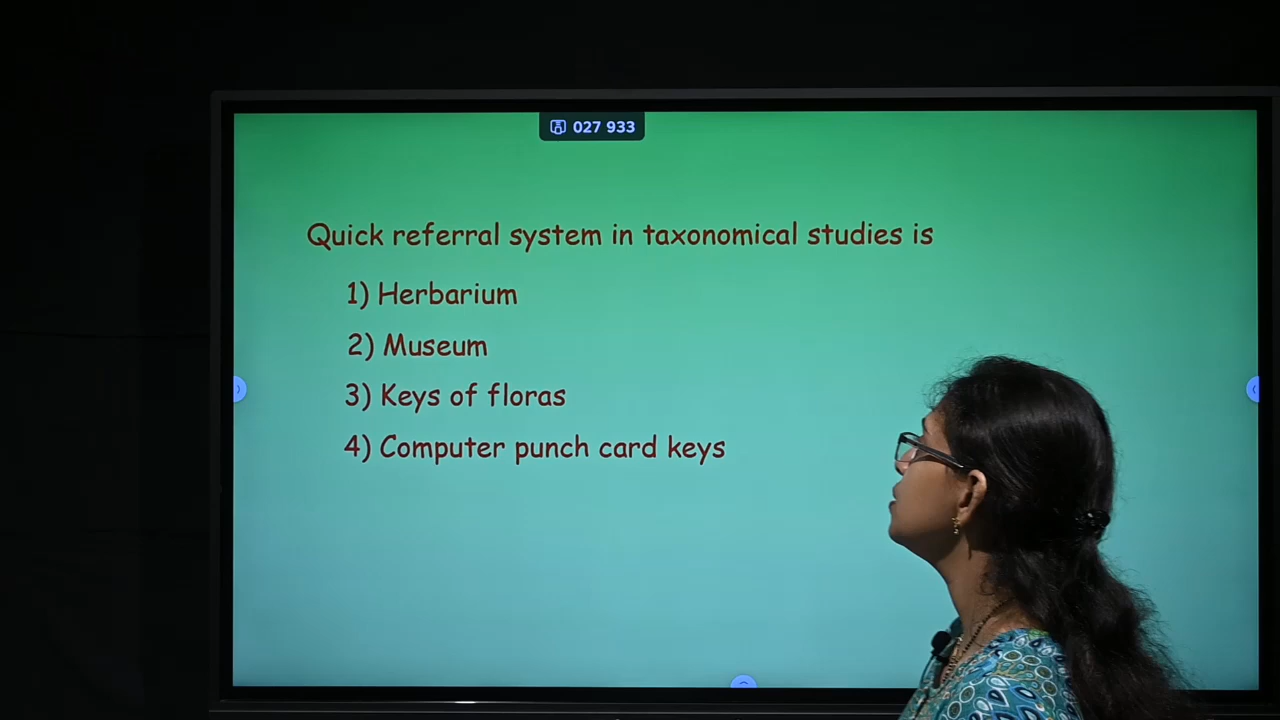 027 933
Quick referral system in taxonomical studies is
1) Herbarium
2) Museum
3) Keys of floras
4) Computer punch card keys